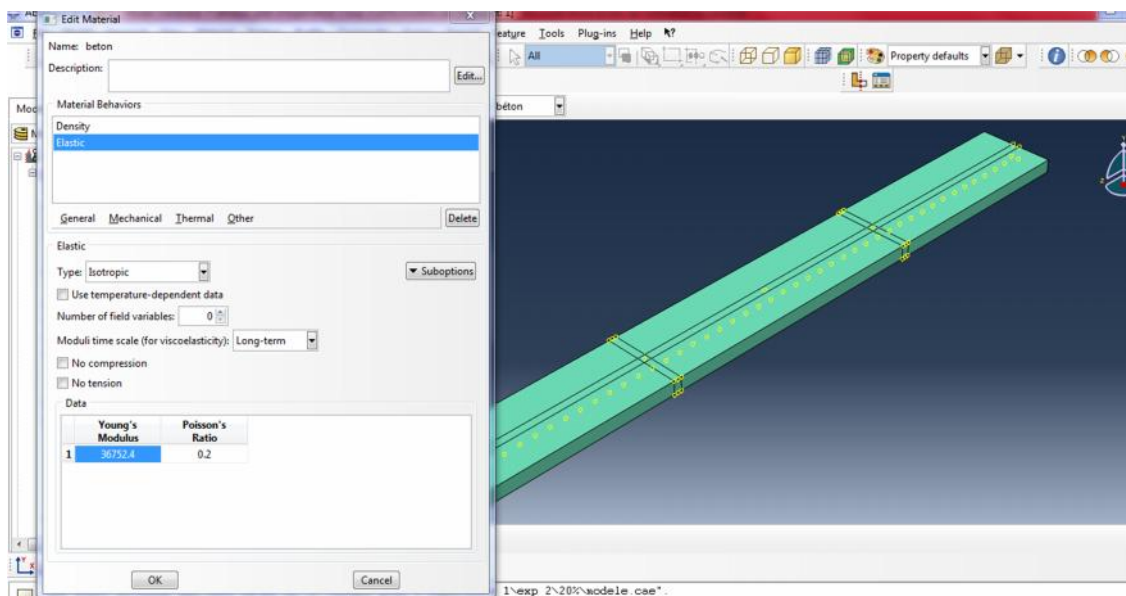 Edit Material
eature Tools Plug-ins Help
Name: beton
All
Property defaults
Description:
Edit...
Material Behaviors
béton
Density
Elastic
General Mechanical Thermal Other
Delete
Elastic
Type: Isotropic
Suboptions
Use temperature-dependent data
Number of field variables: 0
Moduli time scale (for viscoelasticity): Long-term
No compression
No tension
Data
Young's Modulus
Poisson's Ratio
1 36752.4 0.2
OK
Cancel
1\exp 2\20%\modele.cae".